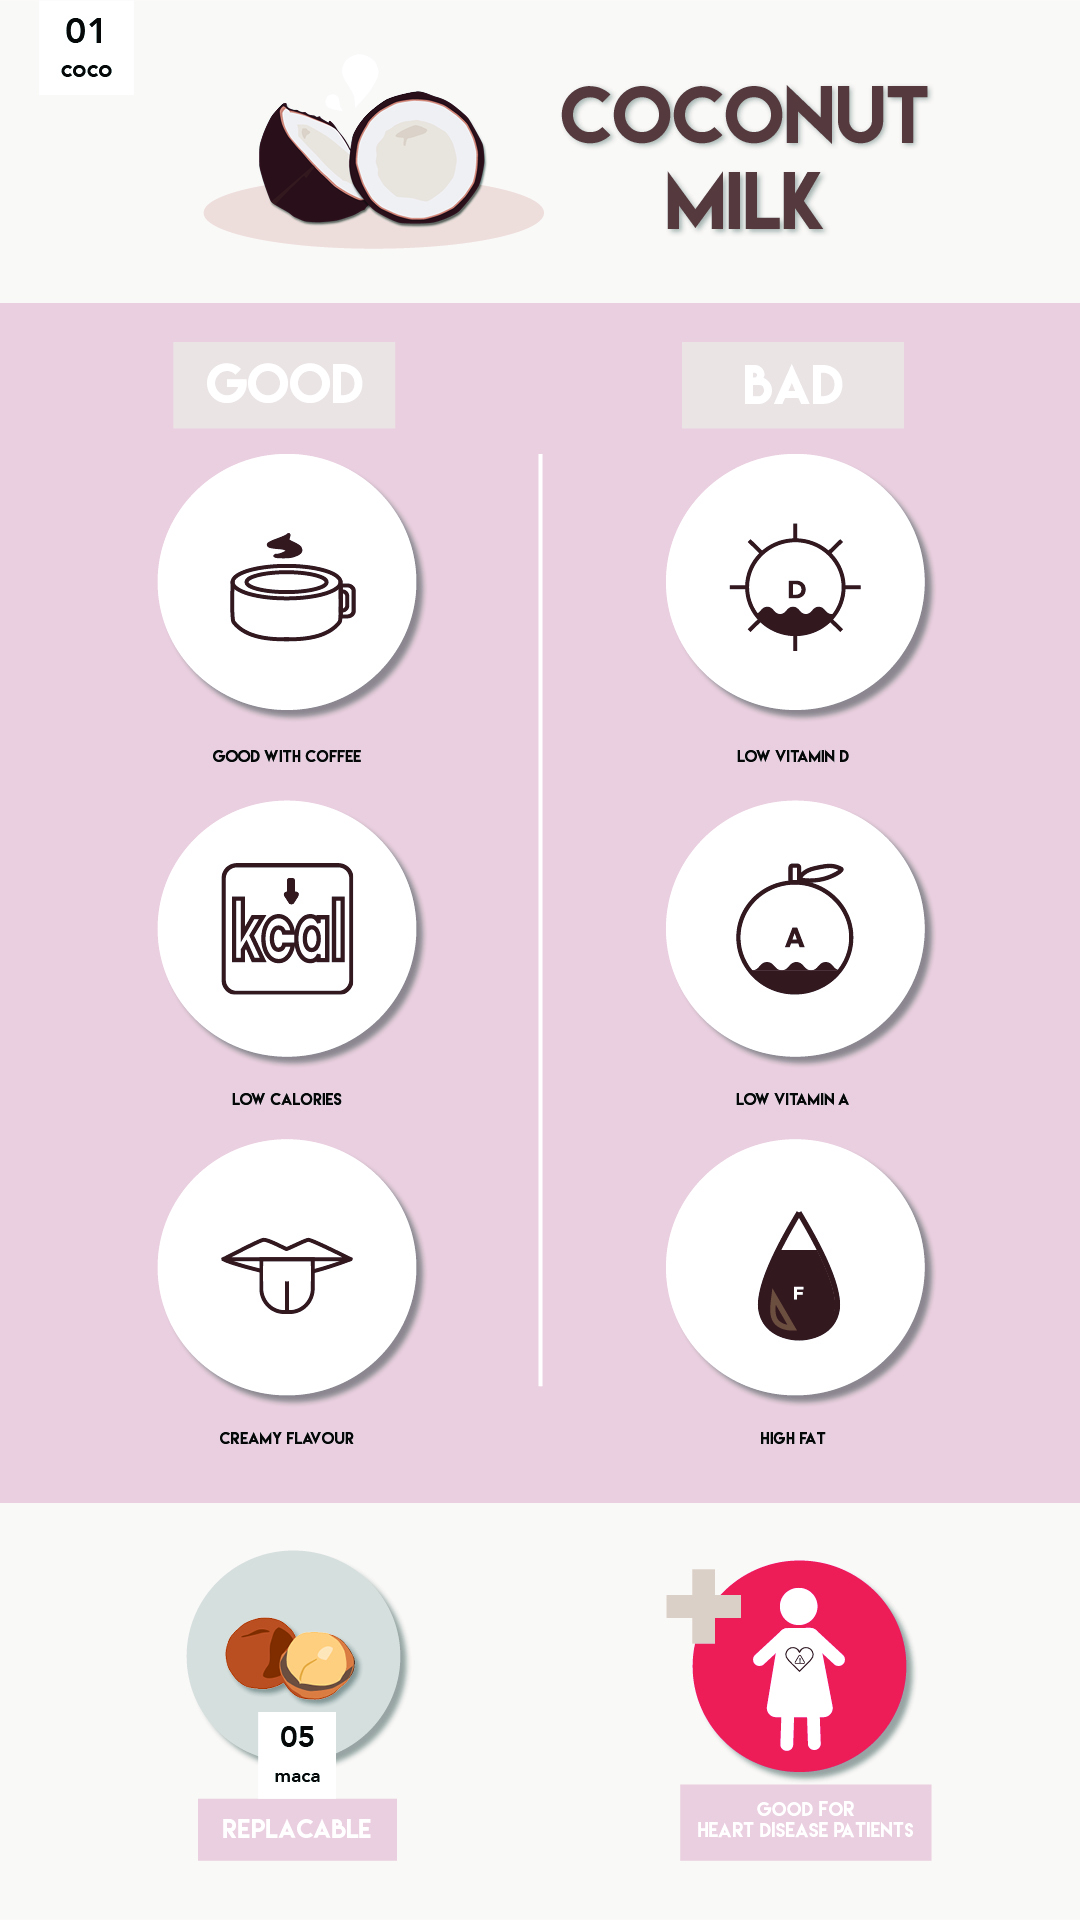 01
coco
COCONUT
MILK
GOOD
BAD
D
GOOD WITH COFFEE
LOW VITAMIN D
kcal
A
LOW CALORIES
LOW VITAMIN A
F
CREAMY FLAVOUR
HIGH FAT
05
maca
REPLACABLE
GOOD FOR
HEART DISEASE PATIENTS